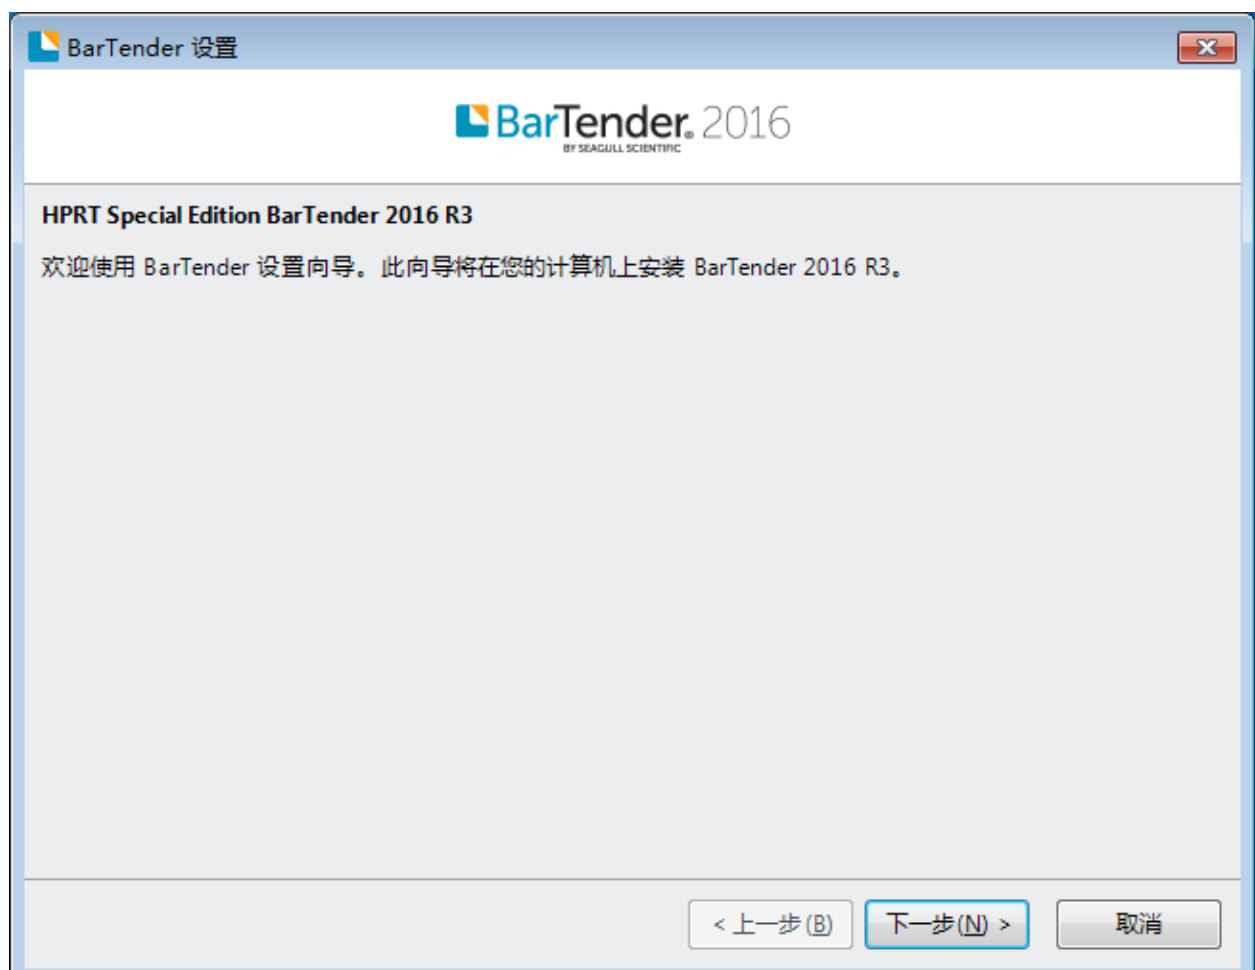 BarTender 设置
BarTender® 2016
BY SEAGULL SCIENTIFIC
HPRT Special Edition BarTender 2016 R3
欢迎使用 BarTender 设置向导。此向导将在您的计算机上安装 BarTender 2016 R3。
< 上一步(B) 下一步(N) > 取消